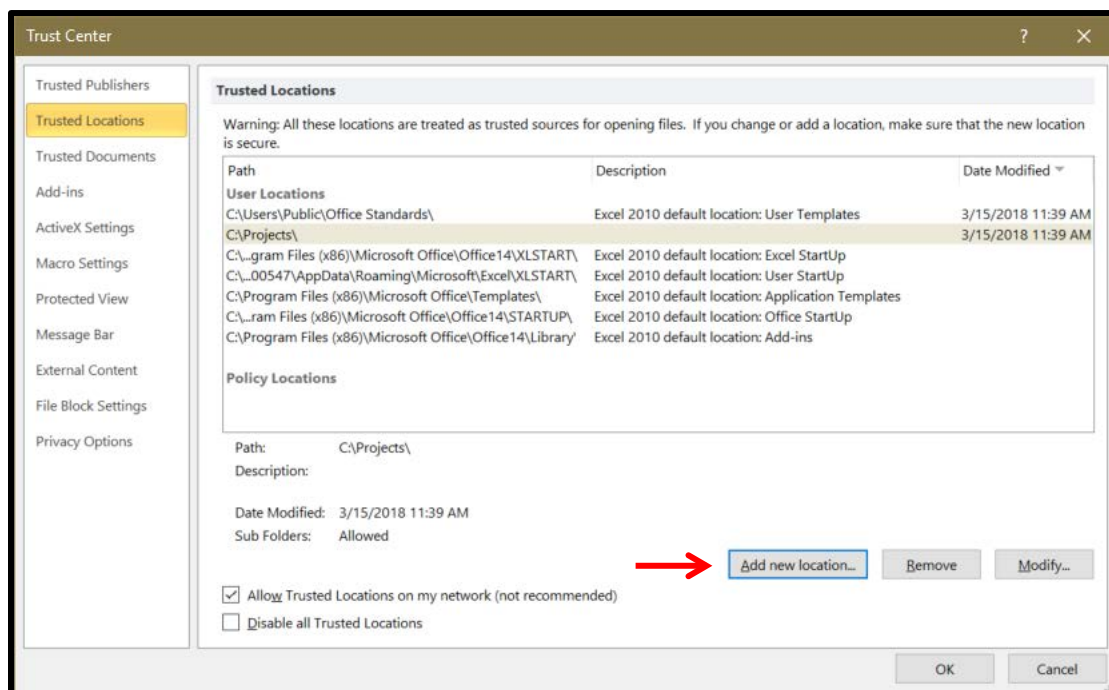 Trust Center
?
Trusted Publishers
Trusted Locations
Trusted Documents
Add-ins
ActiveX Settings
Macro Settings
Protected View
Message Bar
External Content
File Block Settings
Privacy Options
Trusted Locations
Warning: All these locations are treated as trusted sources for opening files. If you change or add a location, make sure that the new location
is secure.
Path Description Date Modified
User Locations
C:\Users\Public\Office Standards\ Excel 2010 default location: User Templates 3/15/2018 11:39 AM
C:\Projects\ 3/15/2018 11:39 AM
C:\...gram Files (x86)\Microsoft Office\Office14\XLSTART\ Excel 2010 default location: Excel StartUp
C:\...00547\AppData\Roaming\Microsoft\Excel\XLSTART\ Excel 2010 default location: User StartUp
C:\Program Files (x86)\Microsoft Office\Templates\ Excel 2010 default location: Application Templates
C:\...ram Files (x86)\Microsoft Office\Office14\STARTUP\ Excel 2010 default location: Office StartUp
C:\Program Files (x86)\Microsoft Office\Office14\Library' Excel 2010 default location: Add-ins
Policy Locations
Path: C:\Projects\
Description:
Date Modified: 3/15/2018 11:39 AM
Sub Folders: Allowed
Add new location... Remove Modify...
Allow Trusted Locations on my network (not recommended)
Disable all Trusted Locations
OK Cancel